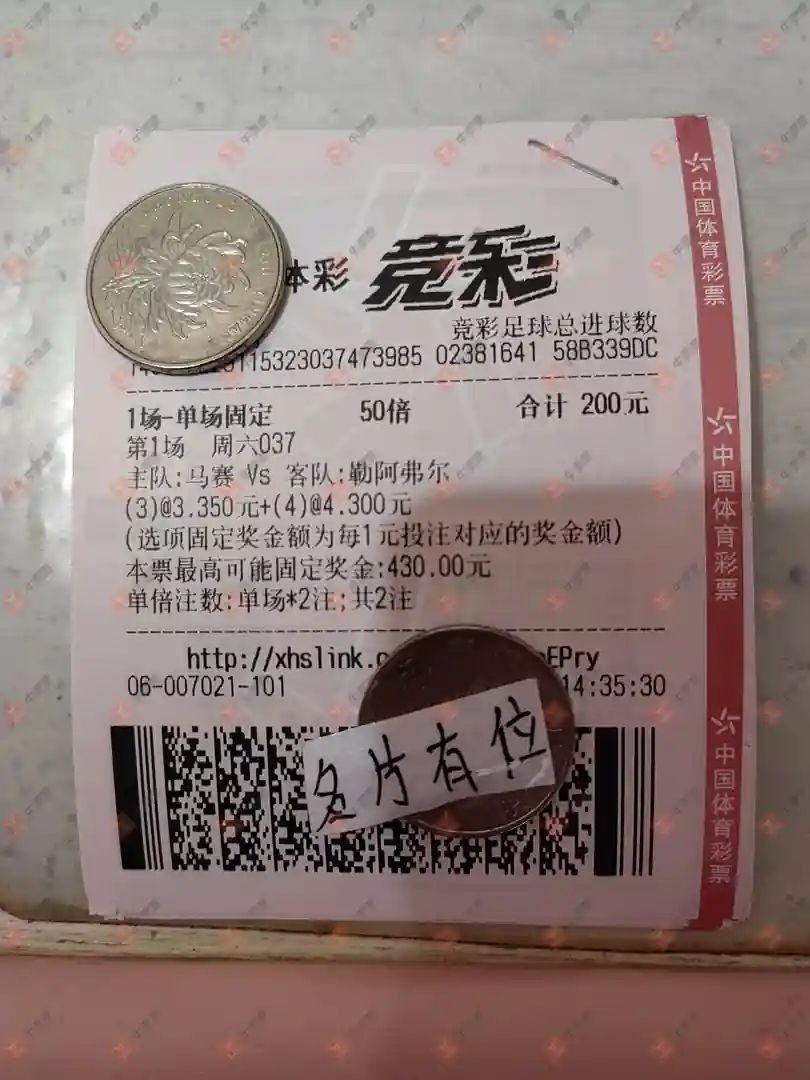 本彩 竞彩
竞彩足球总进球数
115323037473985 02381641 58B339DC
1场-单场固定 50倍 合计 200元
第1场 周六037
主队:马赛 Vs 客队:勒阿弗尔
(3)@3.350元+(4)@4.300元
(选项固定奖金额为每1元投注对应的奖金额)
本票最高可能固定奖金:430.00元
单倍注数:单场*2注;共2注
http://xhslink.c EPry
06-007021-101 14:35:30
名片有位
中国体育彩票
中国体育彩票
中国体育彩票